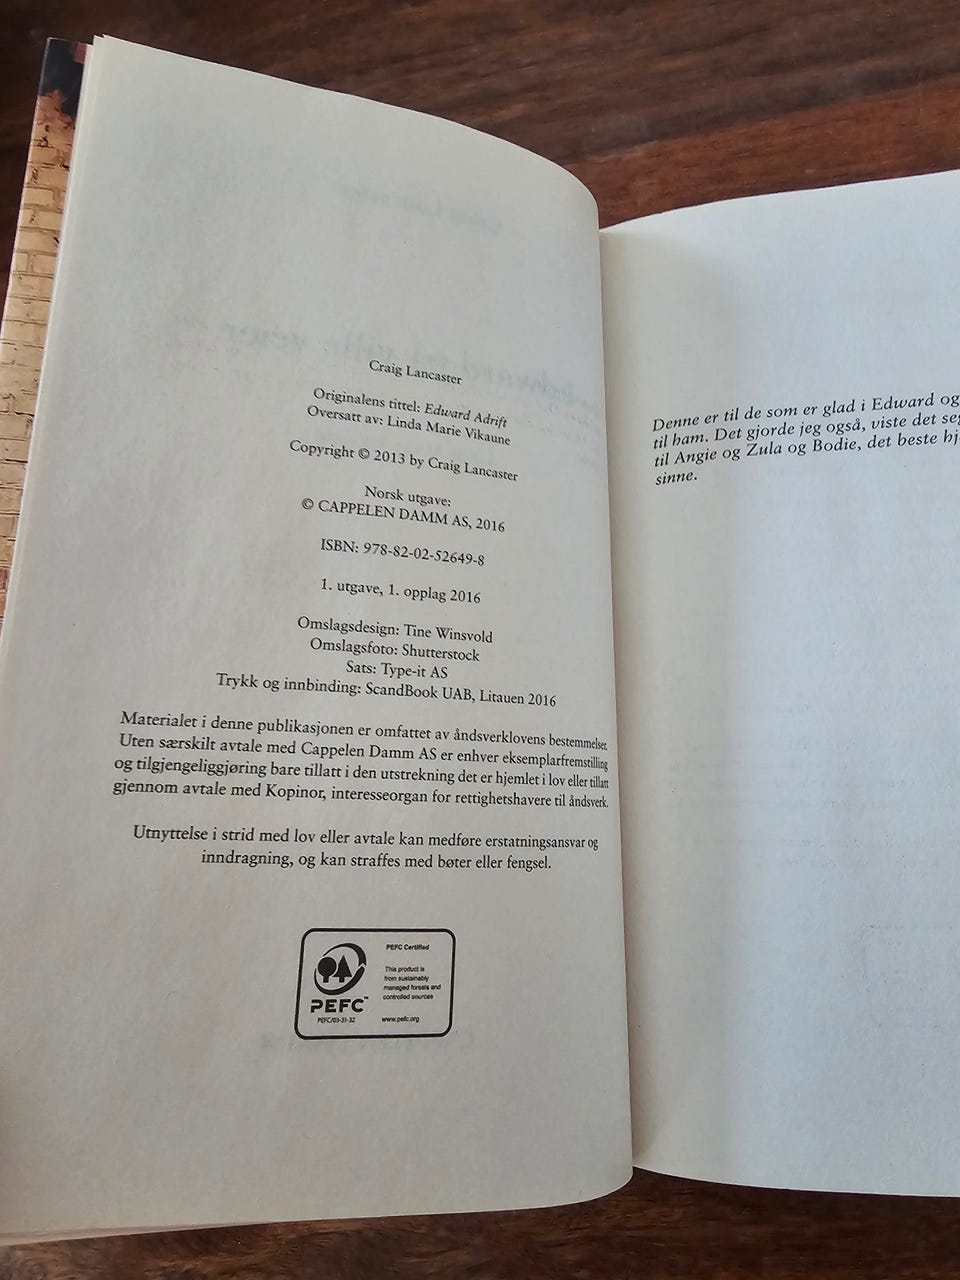 Craig Lancaster
Originalens tittel: Edward Adrift
Oversatt av: Linda Marie Vikaune
Copyright © 2013 by Craig Lancaster
Norsk utgave:
© CAPPELEN DAMM AS, 2016
ISBN: 978-82-02-52649-8
1. utgave, 1. opplag 2016
Omslagsdesign: Tine Winsvold
Omslagsfoto: Shutterstock
Sats: Type-it AS
Trykk og innbinding: ScandBook UAB, Litauen 2016
Materialet i denne publikasjonen er omfattet av åndsverklovens bestemmelser.
Uten særskilt avtale med Cappelen Damm AS er enhver eksemplarfremstilling
og tilgjengeliggjøring bare tillatt i den utstrekning det er hjemlet i lov eller tillatt
gjennom avtale med Kopinor, interesseorgan for rettighetshavere til åndsverk.
Utnyttelse i strid med lov eller avtale kan medføre erstatningsansvar og
inndragning, og kan straffes med bøter eller fengsel.
PEFC™
PEFC/03-31-32
PEFC Certified
This product is
from sustainably
managed forests and
controlled sources
www.pefc.org
Denne er til de som er glad i Edward og
til ham. Det gjorde jeg også, viste det
til Angie og Zula og Bodie, det beste
sinne.